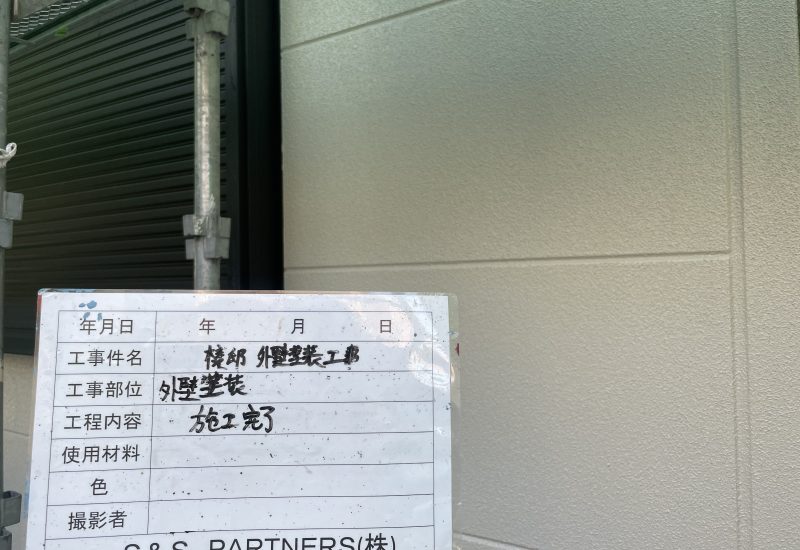 年月日 年 月 日
工事件名 邸 外壁塗装工事
工事部位 外壁塗装
工程内容 施工完了
使用材料
色
撮影者
C&S PARTNERS(株)